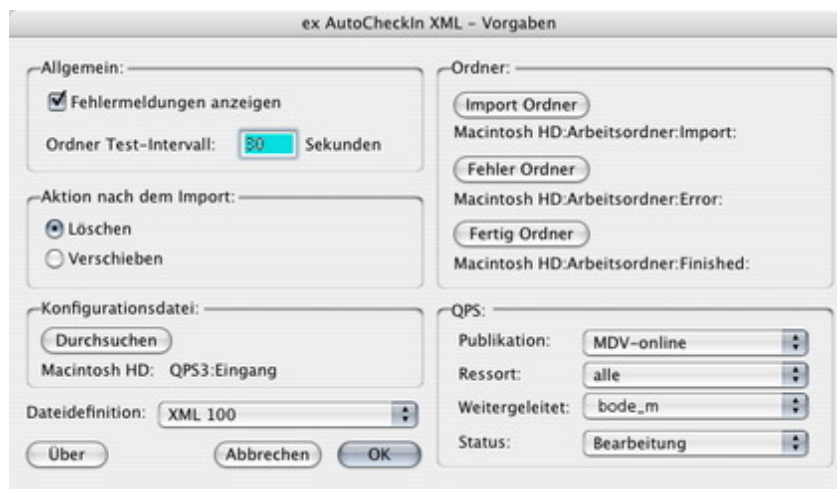 ex AutoCheckIn XML – Vorgaben
Allgemein:
Fehlermeldungen anzeigen
Ordner Test-Intervall: 30 Sekunden
Aktion nach dem Import:
Löschen
Verschieben
Konfigurationsdatei:
Durchsuchen
Macintosh HD: QPS3:Eingang
Dateidefinition: XML 100
Über
Abbrechen
OK
Ordner:
Import Ordner
Macintosh HD:Arbeitsordner:Import:
Fehler Ordner
Macintosh HD:Arbeitsordner:Error:
Fertig Ordner
Macintosh HD:Arbeitsordner:Finished:
QPS:
Publikation: MDV-online
Ressort: alle
Weitergeleitet: bode_m
Status: Bearbeitung